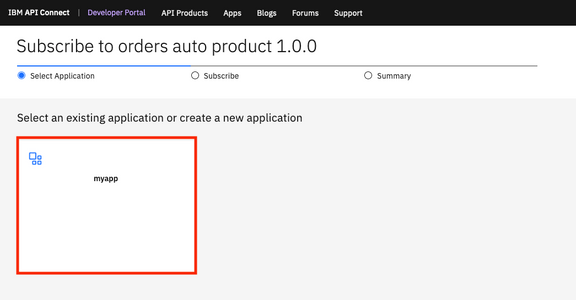 IBM API Connect | Developer Portal API Products Apps Blogs Forums Support
Subscribe to orders auto product 1.0.0
Select Application Subscribe Summary
Select an existing application or create a new application
myapp